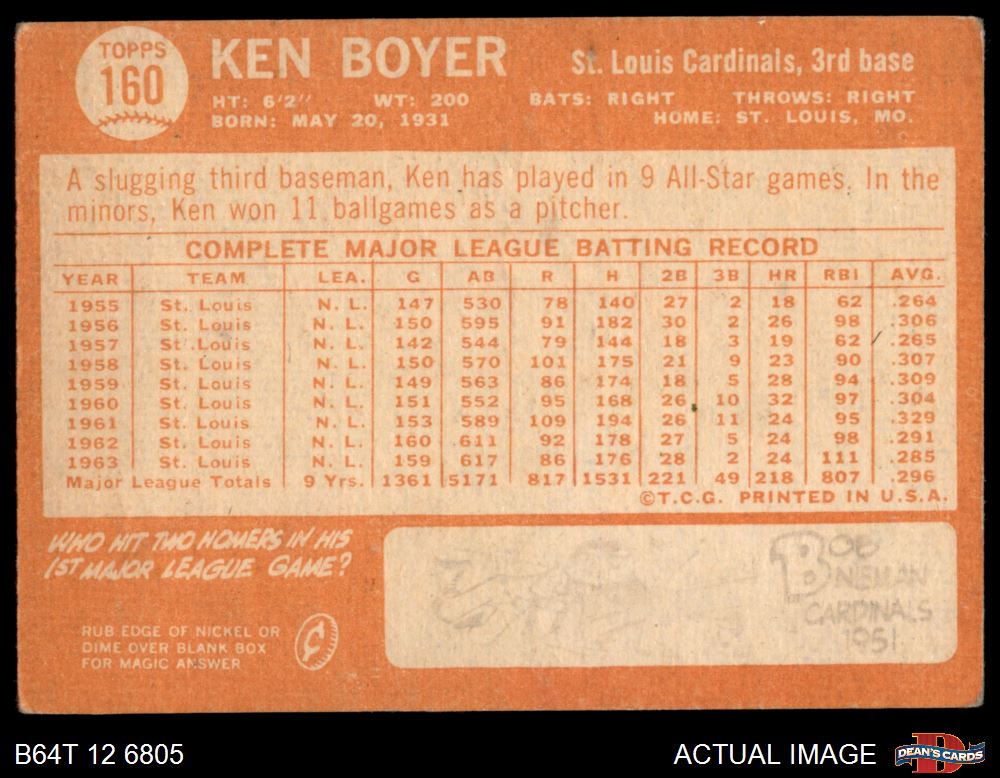 TOPPS
160
KEN BOYER
St. Louis Cardinals, 3rd base
HT: 6'2" WT: 200 BATS: RIGHT THROWS: RIGHT
BORN: MAY 20, 1931 HOME: ST. LOUIS, MO.
A slugging third baseman, Ken has played in 9 All-Star games. In the
minors, Ken won 11 ballgames as a pitcher.
COMPLETE MAJOR LEAGUE BATTING RECORD
YEAR TEAM LEA. G AB R H 2B 3B HR RBI AVG.
1955 St. Louis N. L. 147 530 78 140 27 2 18 62 .264
1956 St. Louis N. L. 150 595 91 182 30 2 26 98 .306
1957 St. Louis N. L. 142 544 79 144 18 3 19 62 .265
1958 St. Louis N. L. 150 570 101 175 21 9 23 90 .307
1959 St. Louis N. L. 149 563 86 174 18 5 28 94 .309
1960 St. Louis N. L. 151 552 95 168 26 10 32 97 .304
1961 St. Louis N. L. 153 589 109 194 26 11 24 95 .329
1962 St. Louis N. L. 160 611 92 178 27 5 24 98 .291
1963 St. Louis N. L. 159 617 86 176 28 2 24 111 .285
Major League Totals 9 Yrs. 1361 5171 817 1531 221 49 218 807 .296
©T.C.G. PRINTED IN U.S.A.
WHO HIT TWO HOMERS IN HIS
1ST MAJOR LEAGUE GAME?
RUB EDGE OF NICKEL OR
DIME OVER BLANK BOX
FOR MAGIC ANSWER
BOB
NIEMAN
CARDINALS
1951
B64T 12 6805
ACTUAL IMAGE
DEAN'S CARDS